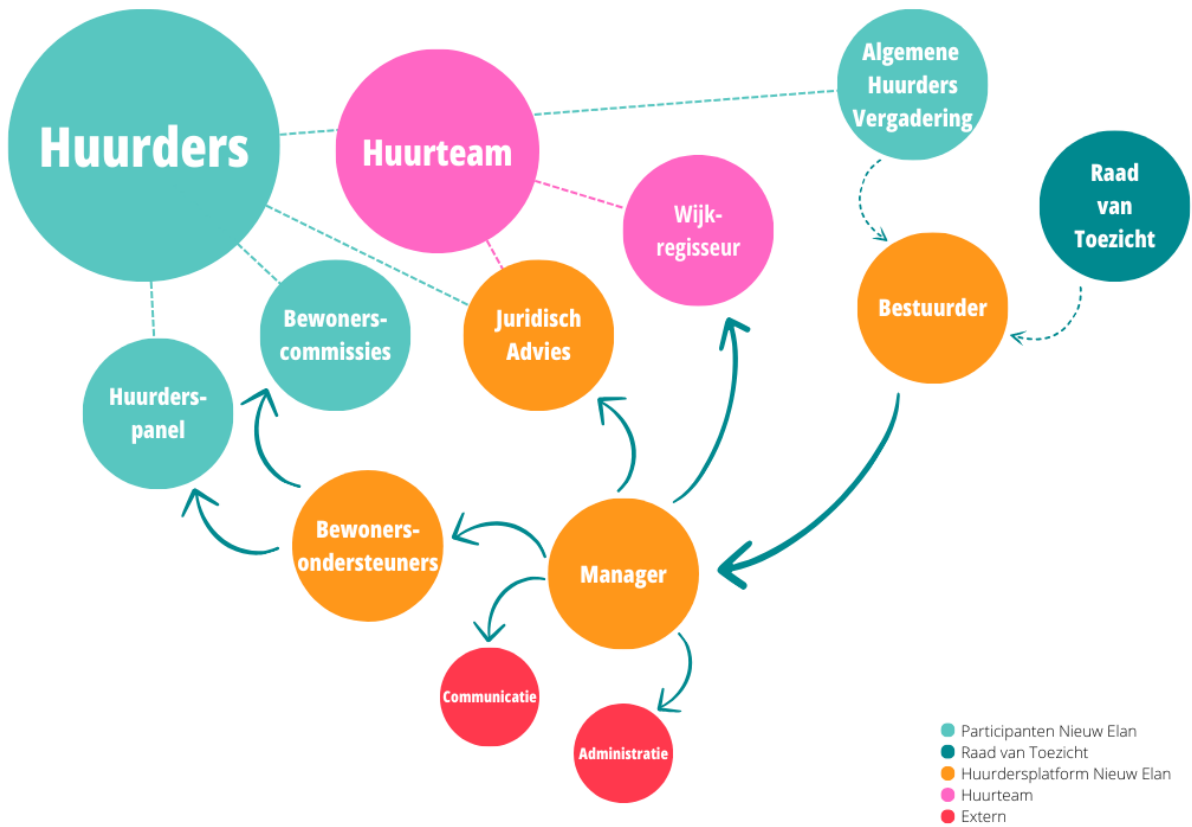 Huurders
Huurteam
Algemene
Huurders
Vergadering
Raad
van
Toezicht
Wijk-
regisseur
Bestuurder
Bewoners-
commissies
Juridisch
Advies
Huurders-
panel
Bewoners-
ondersteuners
Manager
Communicatie
Administratie
Participanten Nieuw Elan
Raad van Toezicht
Huurdersplatform Nieuw Elan
Huurteam
Extern